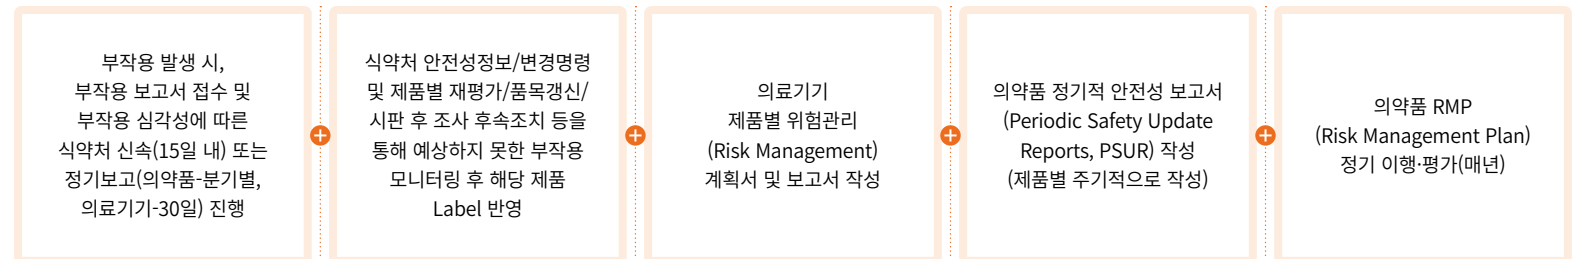 부작용 발생 시,
부작용 보고서 접수 및
부작용 심각성에 따른
식약처 신속(15일 내) 또는
정기보고(의약품-분기별,
의료기기-30일) 진행
식약처 안전성정보/변경명령
및 제품별 재평가/품목갱신/
시판 후 조사 후속조치 등을
통해 예상하지 못한 부작용
모니터링 후 해당 제품
Label 반영
의료기기
제품별 위험관리
(Risk Management)
계획서 및 보고서 작성
의약품 정기적 안전성 보고서
(Periodic Safety Update
Reports, PSUR) 작성
(제품별 주기적으로 작성)
의약품 RMP
(Risk Management Plan)
정기 이행·평가(매년)